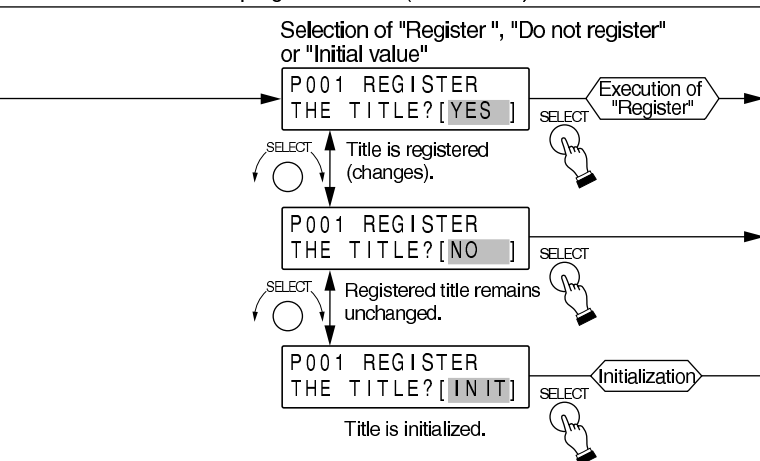 Selection of "Register ", "Do not register"
or "Initial value"
P001 REGISTER
THE TITLE?[YES ]
SELECT
Execution of
"Register"
SELECT
Title is registered
(changes).
P001 REGISTER
THE TITLE?[NO ]
SELECT
SELECT
Registered title remains
unchanged.
P001 REGISTER
THE TITLE?[INIT]
SELECT
Initialization
Title is initialized.